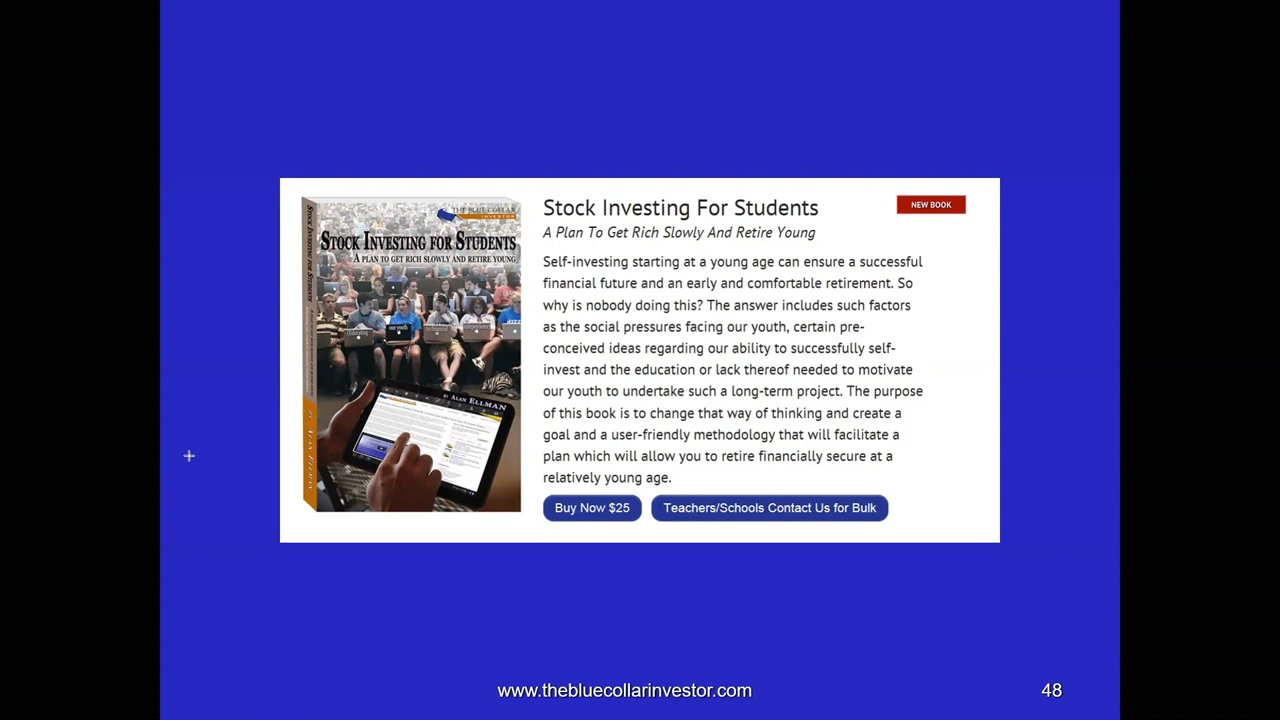 THE BLUE COLLAR
INVESTOR
STOCK INVESTING FOR STUDENTS
A PLAN TO GET RICH SLOWLY AND RETIRE YOUNG
STOCK INVESTING FOR STUDENTS
our youth
BY ALAN ELLMAN
Stock Investing For Students
NEW BOOK
A Plan To Get Rich Slowly And Retire Young
Self-investing starting at a young age can ensure a successful
financial future and an early and comfortable retirement. So
why is nobody doing this? The answer includes such factors
as the social pressures facing our youth, certain pre-
conceived ideas regarding our ability to successfully self-
invest and the education or lack thereof needed to motivate
our youth to undertake such a long-term project. The purpose
of this book is to change that way of thinking and create a
goal and a user-friendly methodology that will facilitate a
plan which will allow you to retire financially secure at a
relatively young age.
Buy Now $25
Teachers/Schools Contact Us for Bulk
www.thebluecollarinvestor.com
48